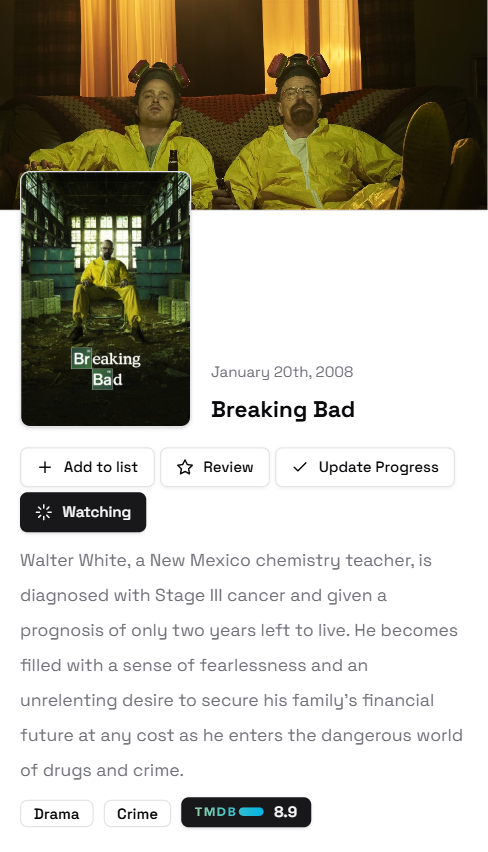 Breaking
Bad
January 20th, 2008
Breaking Bad
Add to list
Review
Update Progress
Watching
Walter White, a New Mexico chemistry teacher, is
diagnosed with Stage III cancer and given a
prognosis of only two years left to live. He becomes
filled with a sense of fearlessness and an
unrelenting desire to secure his family's financial
future at any cost as he enters the dangerous world
of drugs and crime.
Drama
Crime
TMDB 8.9